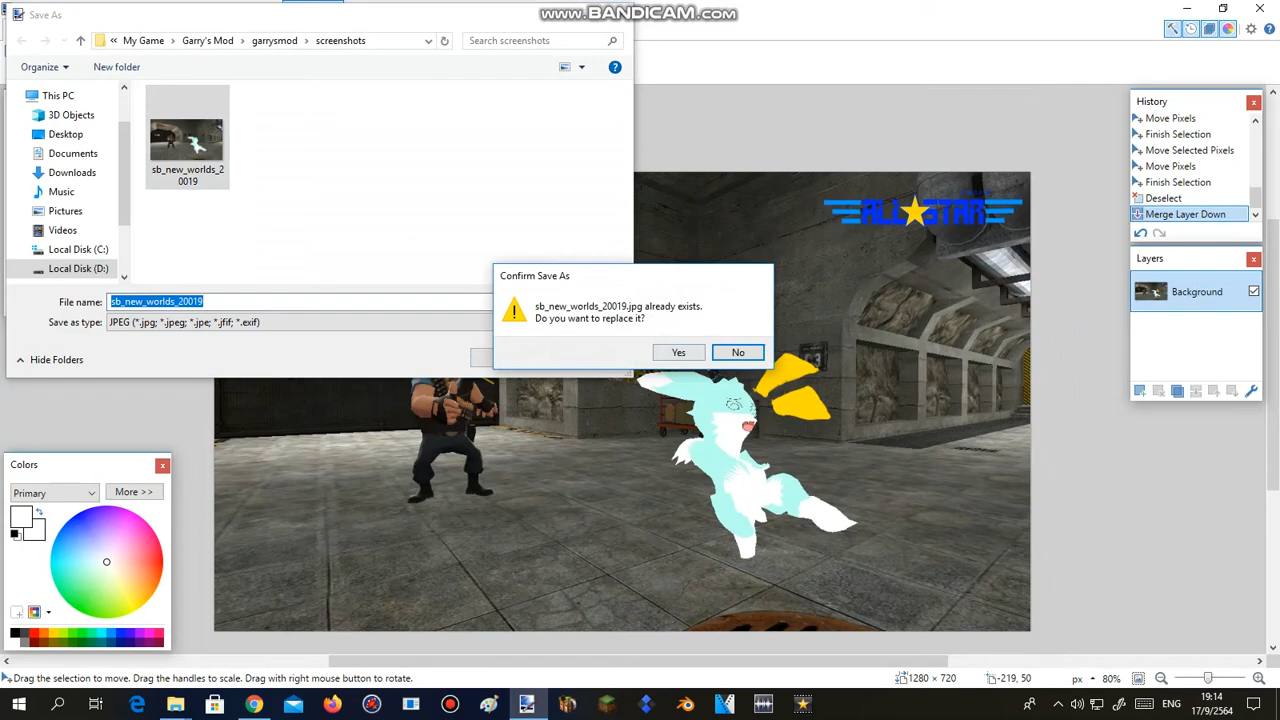 Save As
www.BANDICAM.com
« My Game › Garry's Mod › garrysmod › screenshots
Search screenshots
Organize
New folder
This PC
3D Objects
Desktop
Documents
Downloads
Music
Pictures
Videos
Local Disk (C:)
Local Disk (D:)
sb_new_worlds_2
0019
File name: sb_new_worlds_20019
Save as type: JPEG (*.jpg; *.jpeg; *.jpe; *.jfif; *.exif)
Hide Folders
Confirm Save As
sb_new_worlds_20019.jpg already exists.
Do you want to replace it?
Yes
No
ALL STAR
History
Move Pixels
Finish Selection
Move Selected Pixels
Move Pixels
Finish Selection
Deselect
Merge Layer Down
Layers
Background
Colors
Primary
More >>
Drag the selection to move. Drag the handles to scale. Drag with right mouse button to rotate.
1280 × 720
-219, 50
px
80%
ENG
19:14
17/9/2564